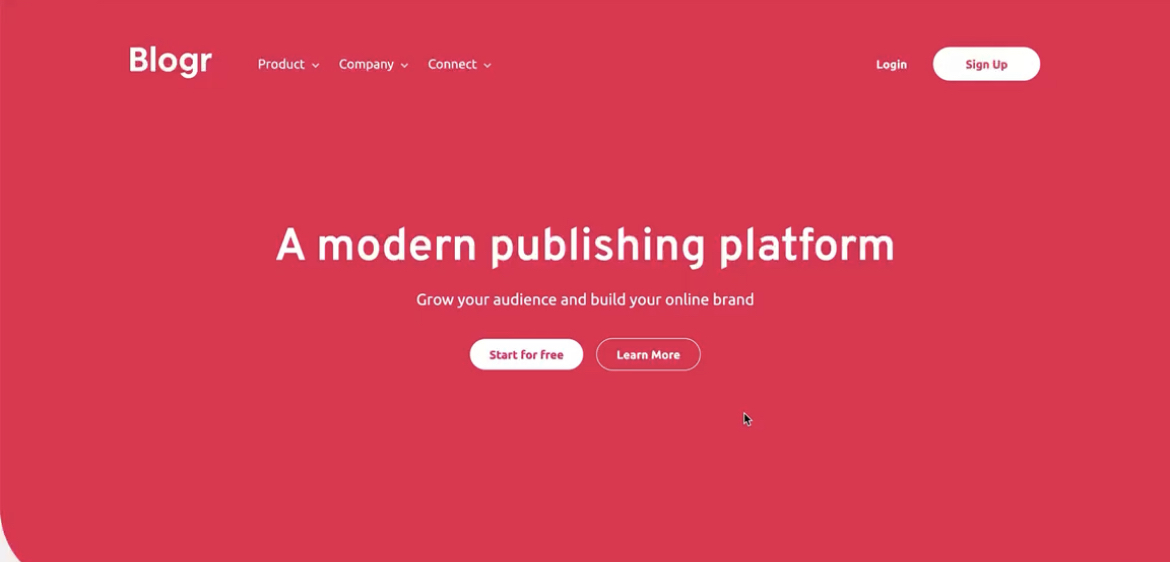 Blogr Product Company Connect Login Sign Up
A modern publishing platform
Grow your audience and build your online brand
Start for free Learn More